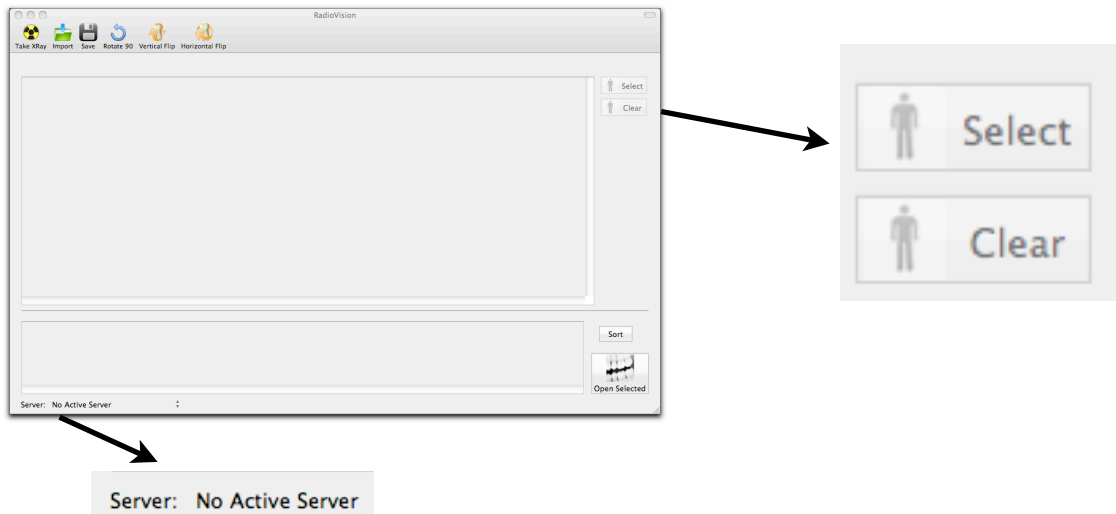 RadioVision
Take XRay Import Save Rotate 90 Vertical Flip Horizontal Flip
Select
Clear
Sort
Open Selected
Server: No Active Server
Select
Clear
Server: No Active Server